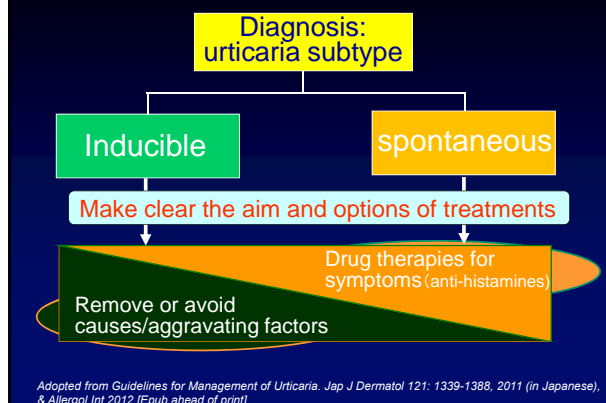 Diagnosis:
urticaria subtype
Inducible
spontaneous
Make clear the aim and options of treatments
Drug therapies for
symptoms（anti-histamines）
Remove or avoid
causes/aggravating factors
Adopted from Guidelines for Management of Urticaria. Jap J Dermatol 121: 1339-1388, 2011 (in Japanese),
& Allergol Int 2012 [Epub ahead of print]